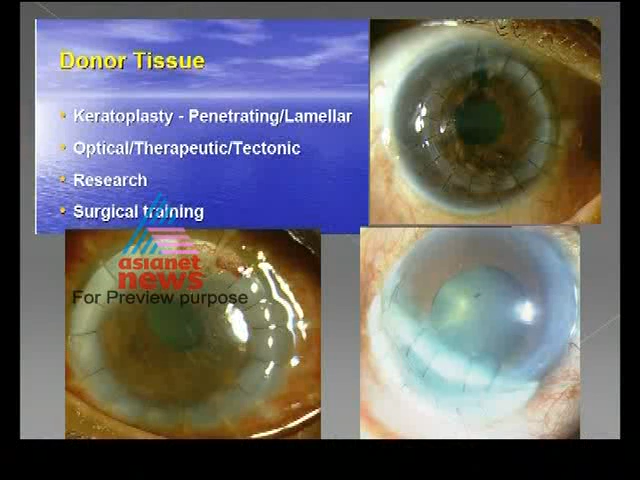 Donor Tissue
Keratoplasty - Penetrating/Lamellar
Optical/Therapeutic/Tectonic
Research
Surgical training
asianet
news
For Preview purpose